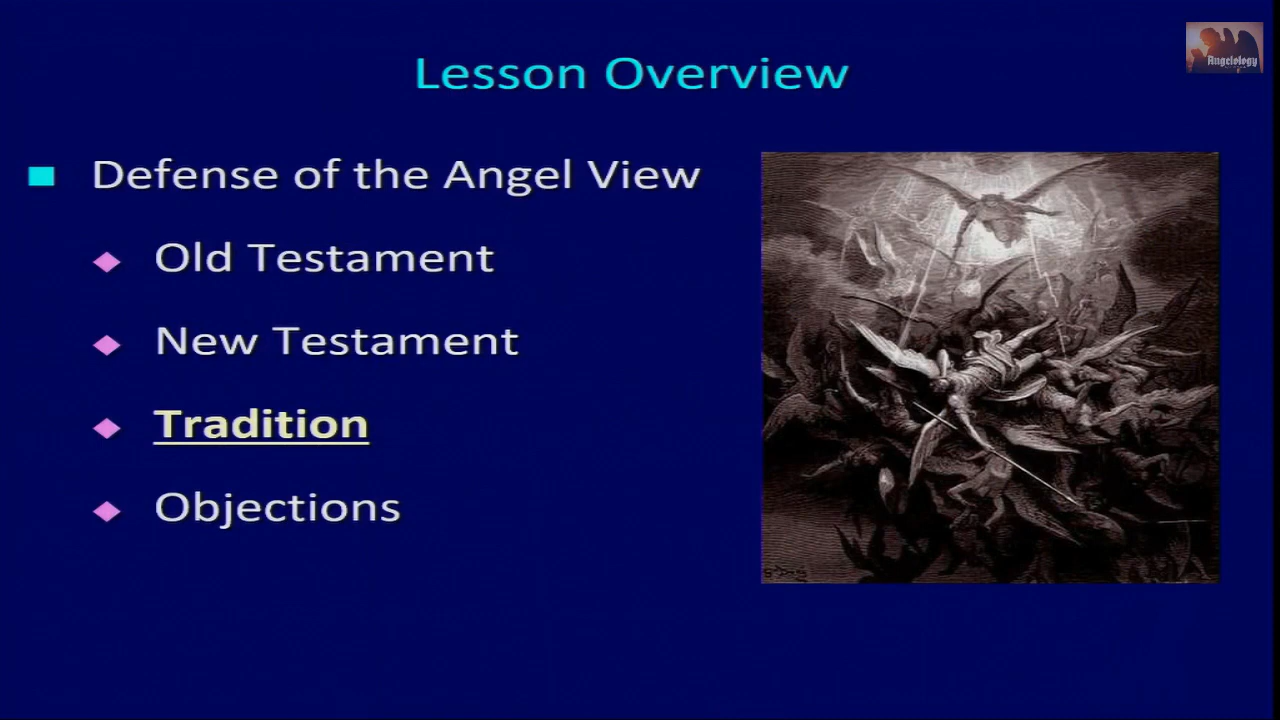 Angelology
Lesson Overview
Defense of the Angel View
Old Testament
New Testament
Tradition
Objections